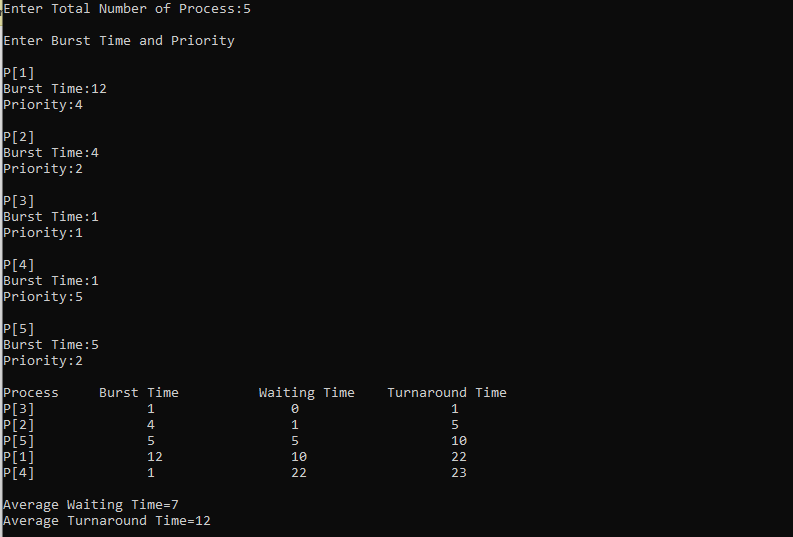 Enter Total Number of Process:5
Enter Burst Time and Priority
P[1]
Burst Time:12
Priority:4
P[2]
Burst Time:4
Priority:2
P[3]
Burst Time:1
Priority:1
P[4]
Burst Time:1
Priority:5
P[5]
Burst Time:5
Priority:2
Process Burst Time Waiting Time Turnaround Time
P[3] 1 0 1
P[2] 4 1 5
P[5] 5 5 10
P[1] 12 10 22
P[4] 1 22 23
Average Waiting Time=7
Average Turnaround Time=12